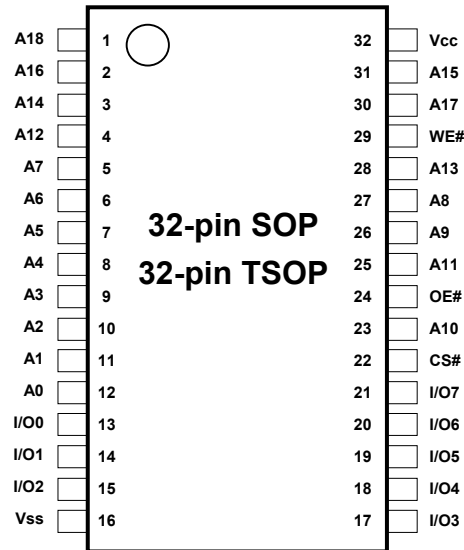 A18 1 32 Vcc
A16 2 31 A15
A14 3 30 A17
A12 4 29 WE#
A7 5 28 A13
A6 6 27 A8
A5 7 26 A9
32-pin SOP
A4 8 25 A11
32-pin TSOP
A3 9 24 OE#
A2 10 23 A10
A1 11 22 CS#
A0 12 21 I/O7
I/O0 13 20 I/O6
I/O1 14 19 I/O5
I/O2 15 18 I/O4
Vss 16 17 I/O3